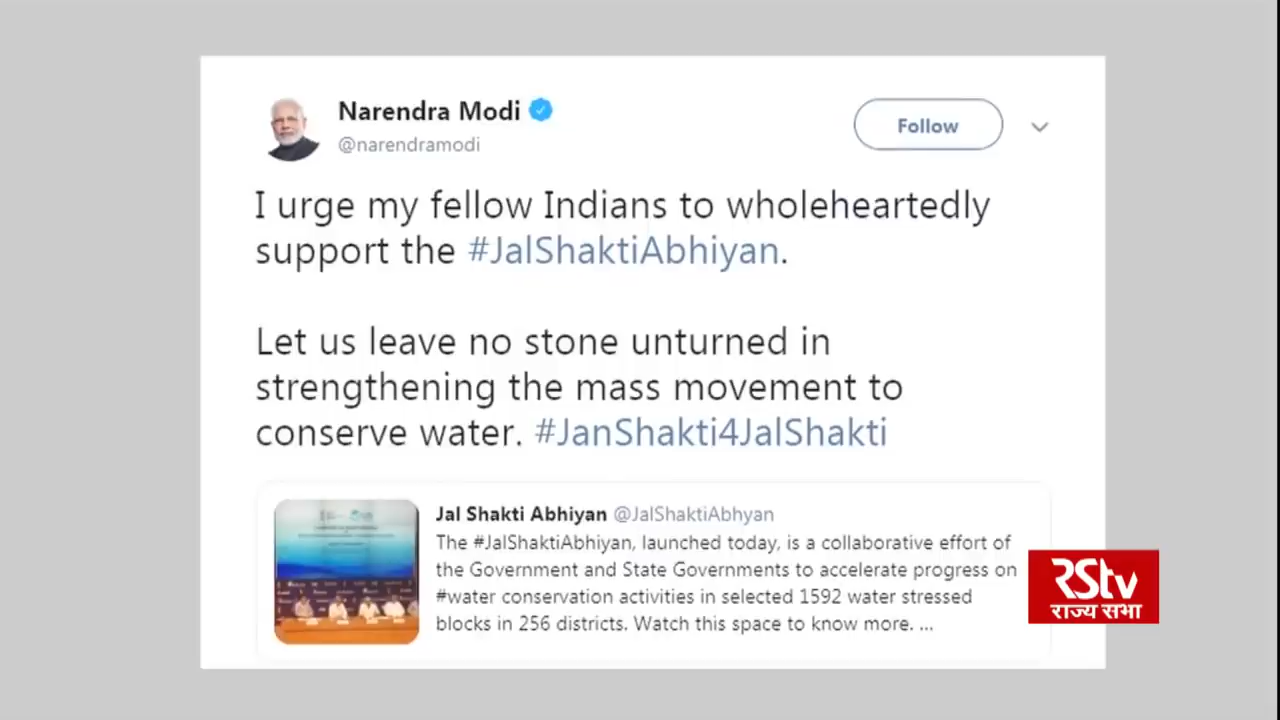 Narendra Modi
@narendramodi
Follow
I urge my fellow Indians to wholeheartedly
support the #JalShaktiAbhiyan.
Let us leave no stone unturned in
strengthening the mass movement to
conserve water. #JanShakti4JalShakti
Jal Shakti Abhiyan @JalShaktiAbhyan
The #JalShaktiAbhiyan, launched today, is a collaborative effort of
the Government and State Governments to accelerate progress on
#water conservation activities in selected 1592 water stressed
blocks in 256 districts. Watch this space to know more. ...
RStv
राज्य सभा